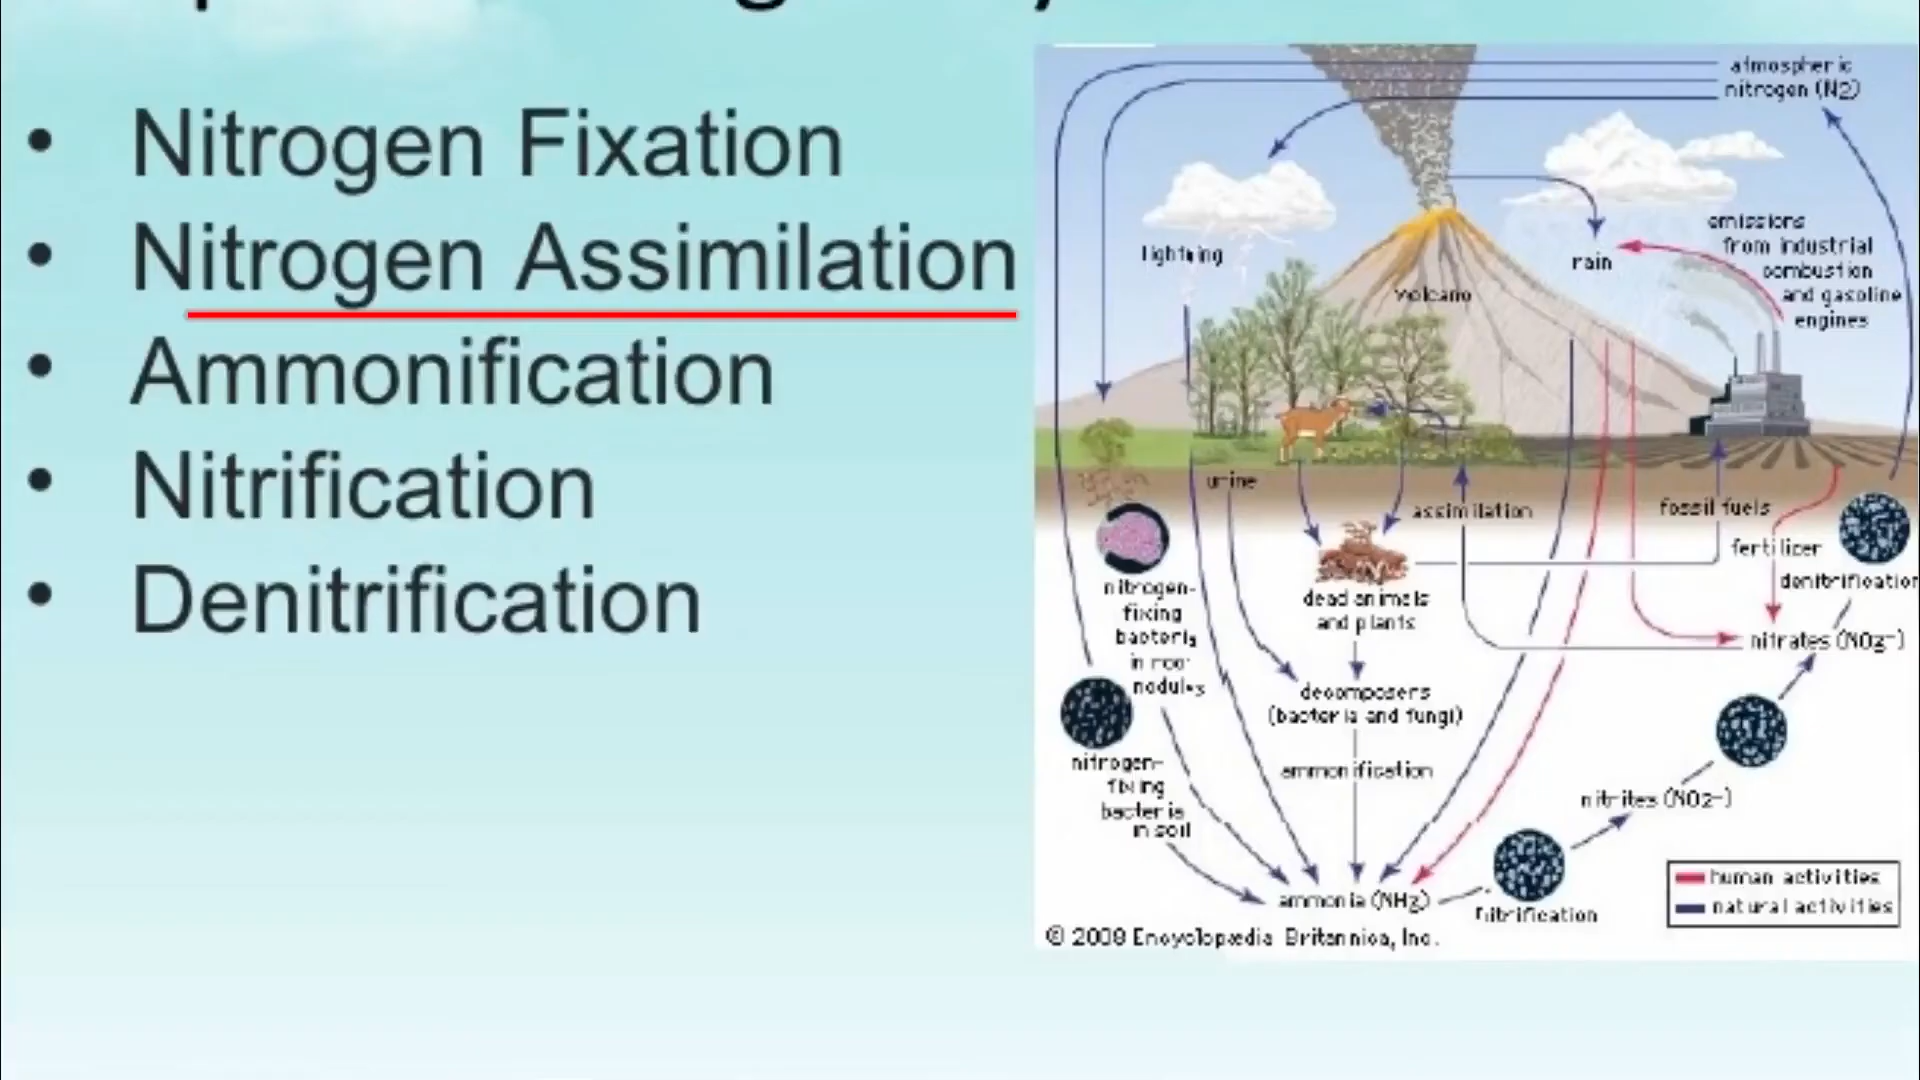 • Nitrogen Fixation
• Nitrogen Assimilation
• Ammonification
• Nitrification
• Denitrification
atmospheric
nitrogen (N2)
lightning
rain
volcano
emissions
from industrial
combustion
and gasoline
engines
urine
assimilation
fossil fuels
fertilizer
denitrification
nitrogen-
fixing
bacteria
in root
nodules
dead animals
and plants
nitrates (NO3-)
decomposers
(bacteria and fungi)
nitrogen-
fixing
bacteria
in soil
ammonification
nitrites (NO2-)
ammonia (NH3)
nitrification
human activities
natural activities
© 2008 Encyclopædia Britannica, Inc.